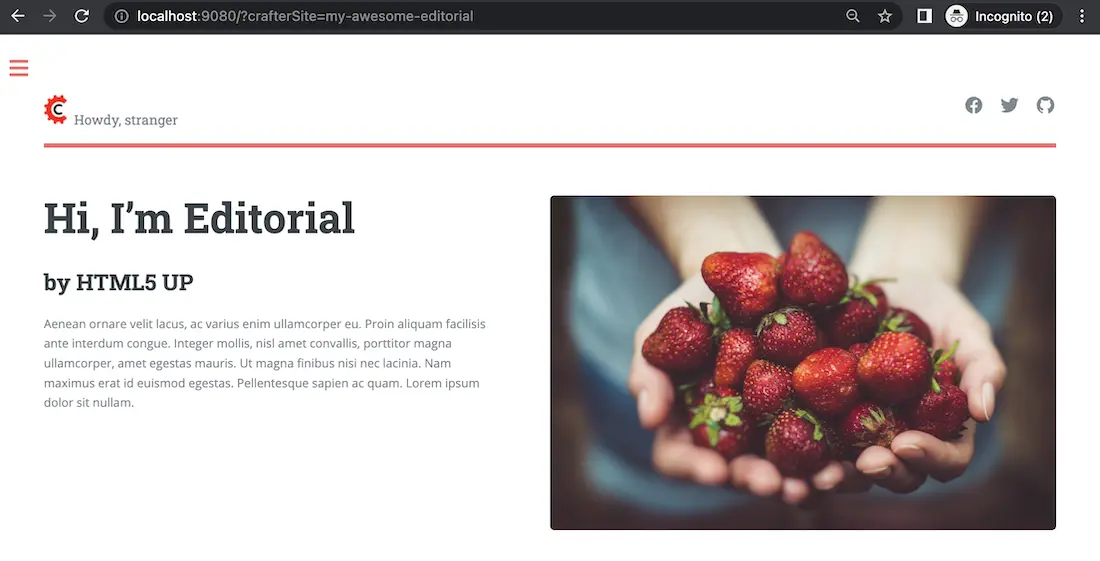 localhost:9080/?crafterSite=my-awesome-editorial
Incognito (2)
C
Howdy, stranger
Hi, I’m Editorial
by HTML5 UP
Aenean ornare velit lacus, ac varius enim ullamcorper eu. Proin aliquam facilisis
ante interdum congue. Integer mollis, nisl amet convallis, porttitor magna
ullamcorper, amet egestas mauris. Ut magna finibus nisi nec lacinia. Nam
maximus erat id euismod egestas. Pellentesque sapien ac quam. Lorem ipsum
dolor sit nullam.